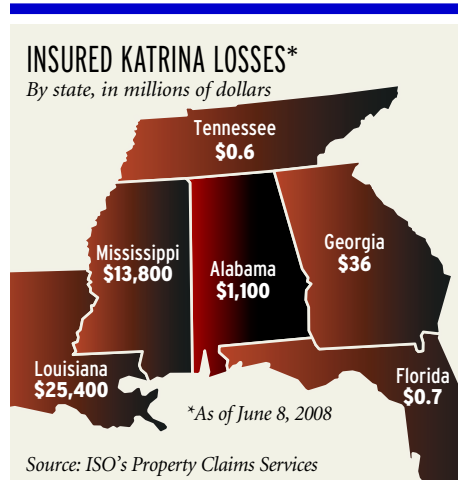 INSURED KATRINA LOSSES*
By state, in millions of dollars
Tennessee
$0.6
Mississippi
$13,800
Alabama
$1,100
Georgia
$36
Louisiana
$25,400
Florida
$0.7
*As of June 8, 2008
Source: ISO's Property Claims Services